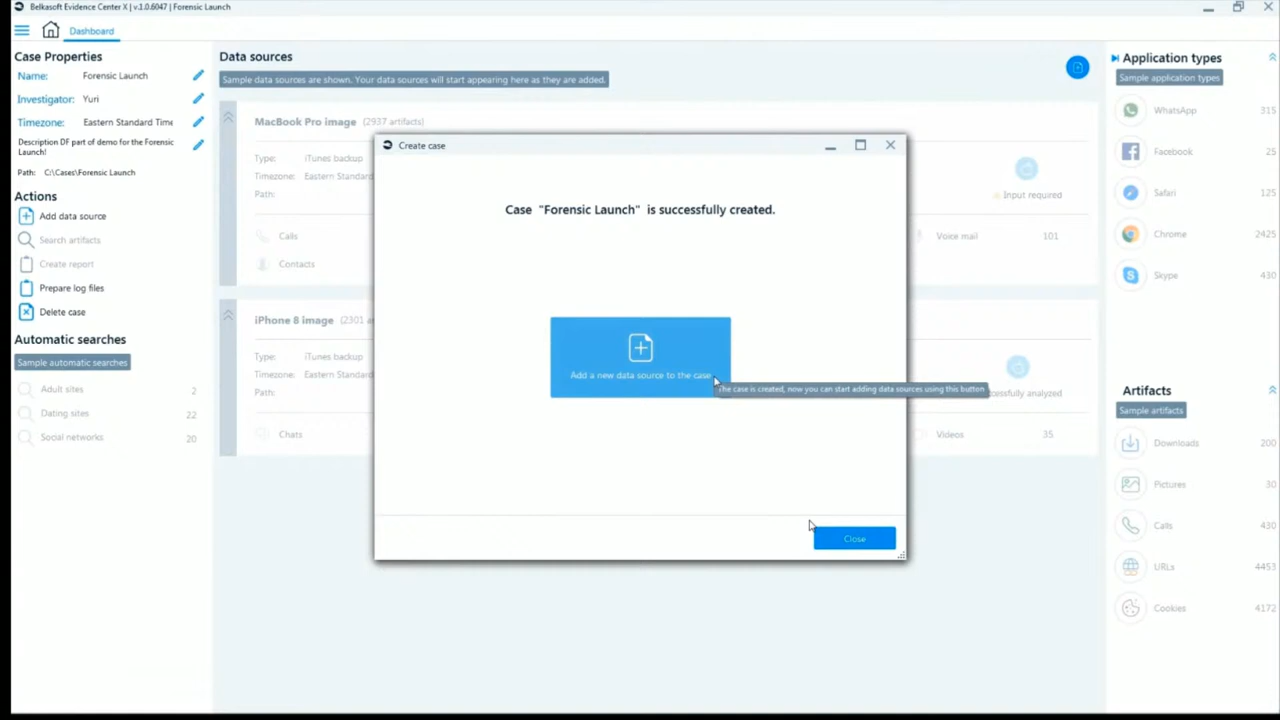 Belkasoft Evidence Center X | v.1.0.6047 | Forensic Launch
Dashboard
Case Properties
Name: Forensic Launch
Investigator: Yuri
Timezone: Eastern Standard Time
Description DF part of demo for the Forensic
Launch!
Path: C:\Cases\Forensic Launch
Actions
Add data source
Search artifacts
Create report
Prepare log files
Delete case
Automatic searches
Sample automatic searches
Adult sites 2
Dating sites 22
Social networks 20
Data sources
Sample data sources are shown. Your data sources will start appearing here as they are added.
MacBook Pro image (2937 artifacts)
Type: iTunes backup
Timezone: Eastern Standard
Path:
Input required
Calls
Voice mail 101
Contacts
iPhone 8 image (2301 a
Type: iTunes backup
Timezone: Eastern Standard
cessfully analyzed
Chats
Videos 35
Create case
Case "Forensic Launch" is successfully created.
Add a new data source to the case
The case is created, now you can start adding data sources using this button
Close
Application types
Sample application types
WhatsApp 315
Facebook 25
Safari 125
Chrome 2425
Skype 430
Artifacts
Sample artifacts
Downloads 200
Pictures 30
Calls 430
URLs 4453
Cookies 4172